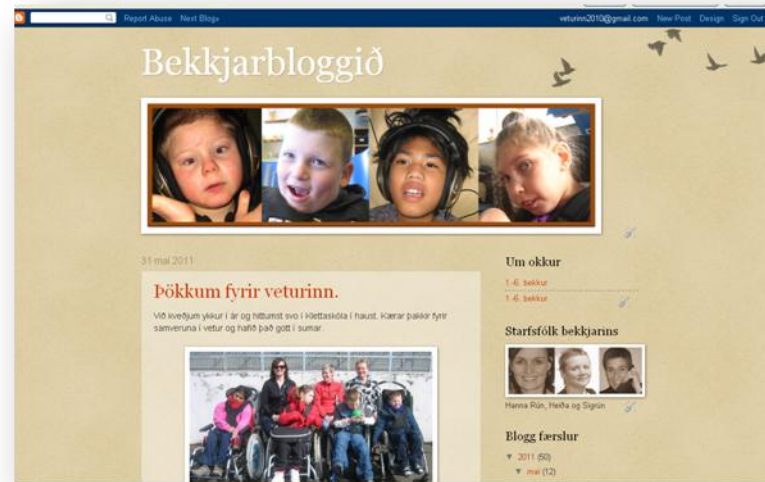 Report Abuse Next Blog» veturinn2010@gmail.com New Post Design Sign Out
Bekkjarbloggið
31 maí 2011
Þökkum fyrir veturinn.
Við kveðjum ykkur í ár og hittumst svo í Klettaskóla í haust. Kærar þakkir fyrir
samveruna í vetur og hafið það gott í sumar.
Um okkur
1.-6. bekkur
1.-6. bekkur
Starfsfólk bekkjarins
Hanna Rún, Heiða og Sigrún
Blogg færslur
▼ 2011 (50)
▼ maí (12)